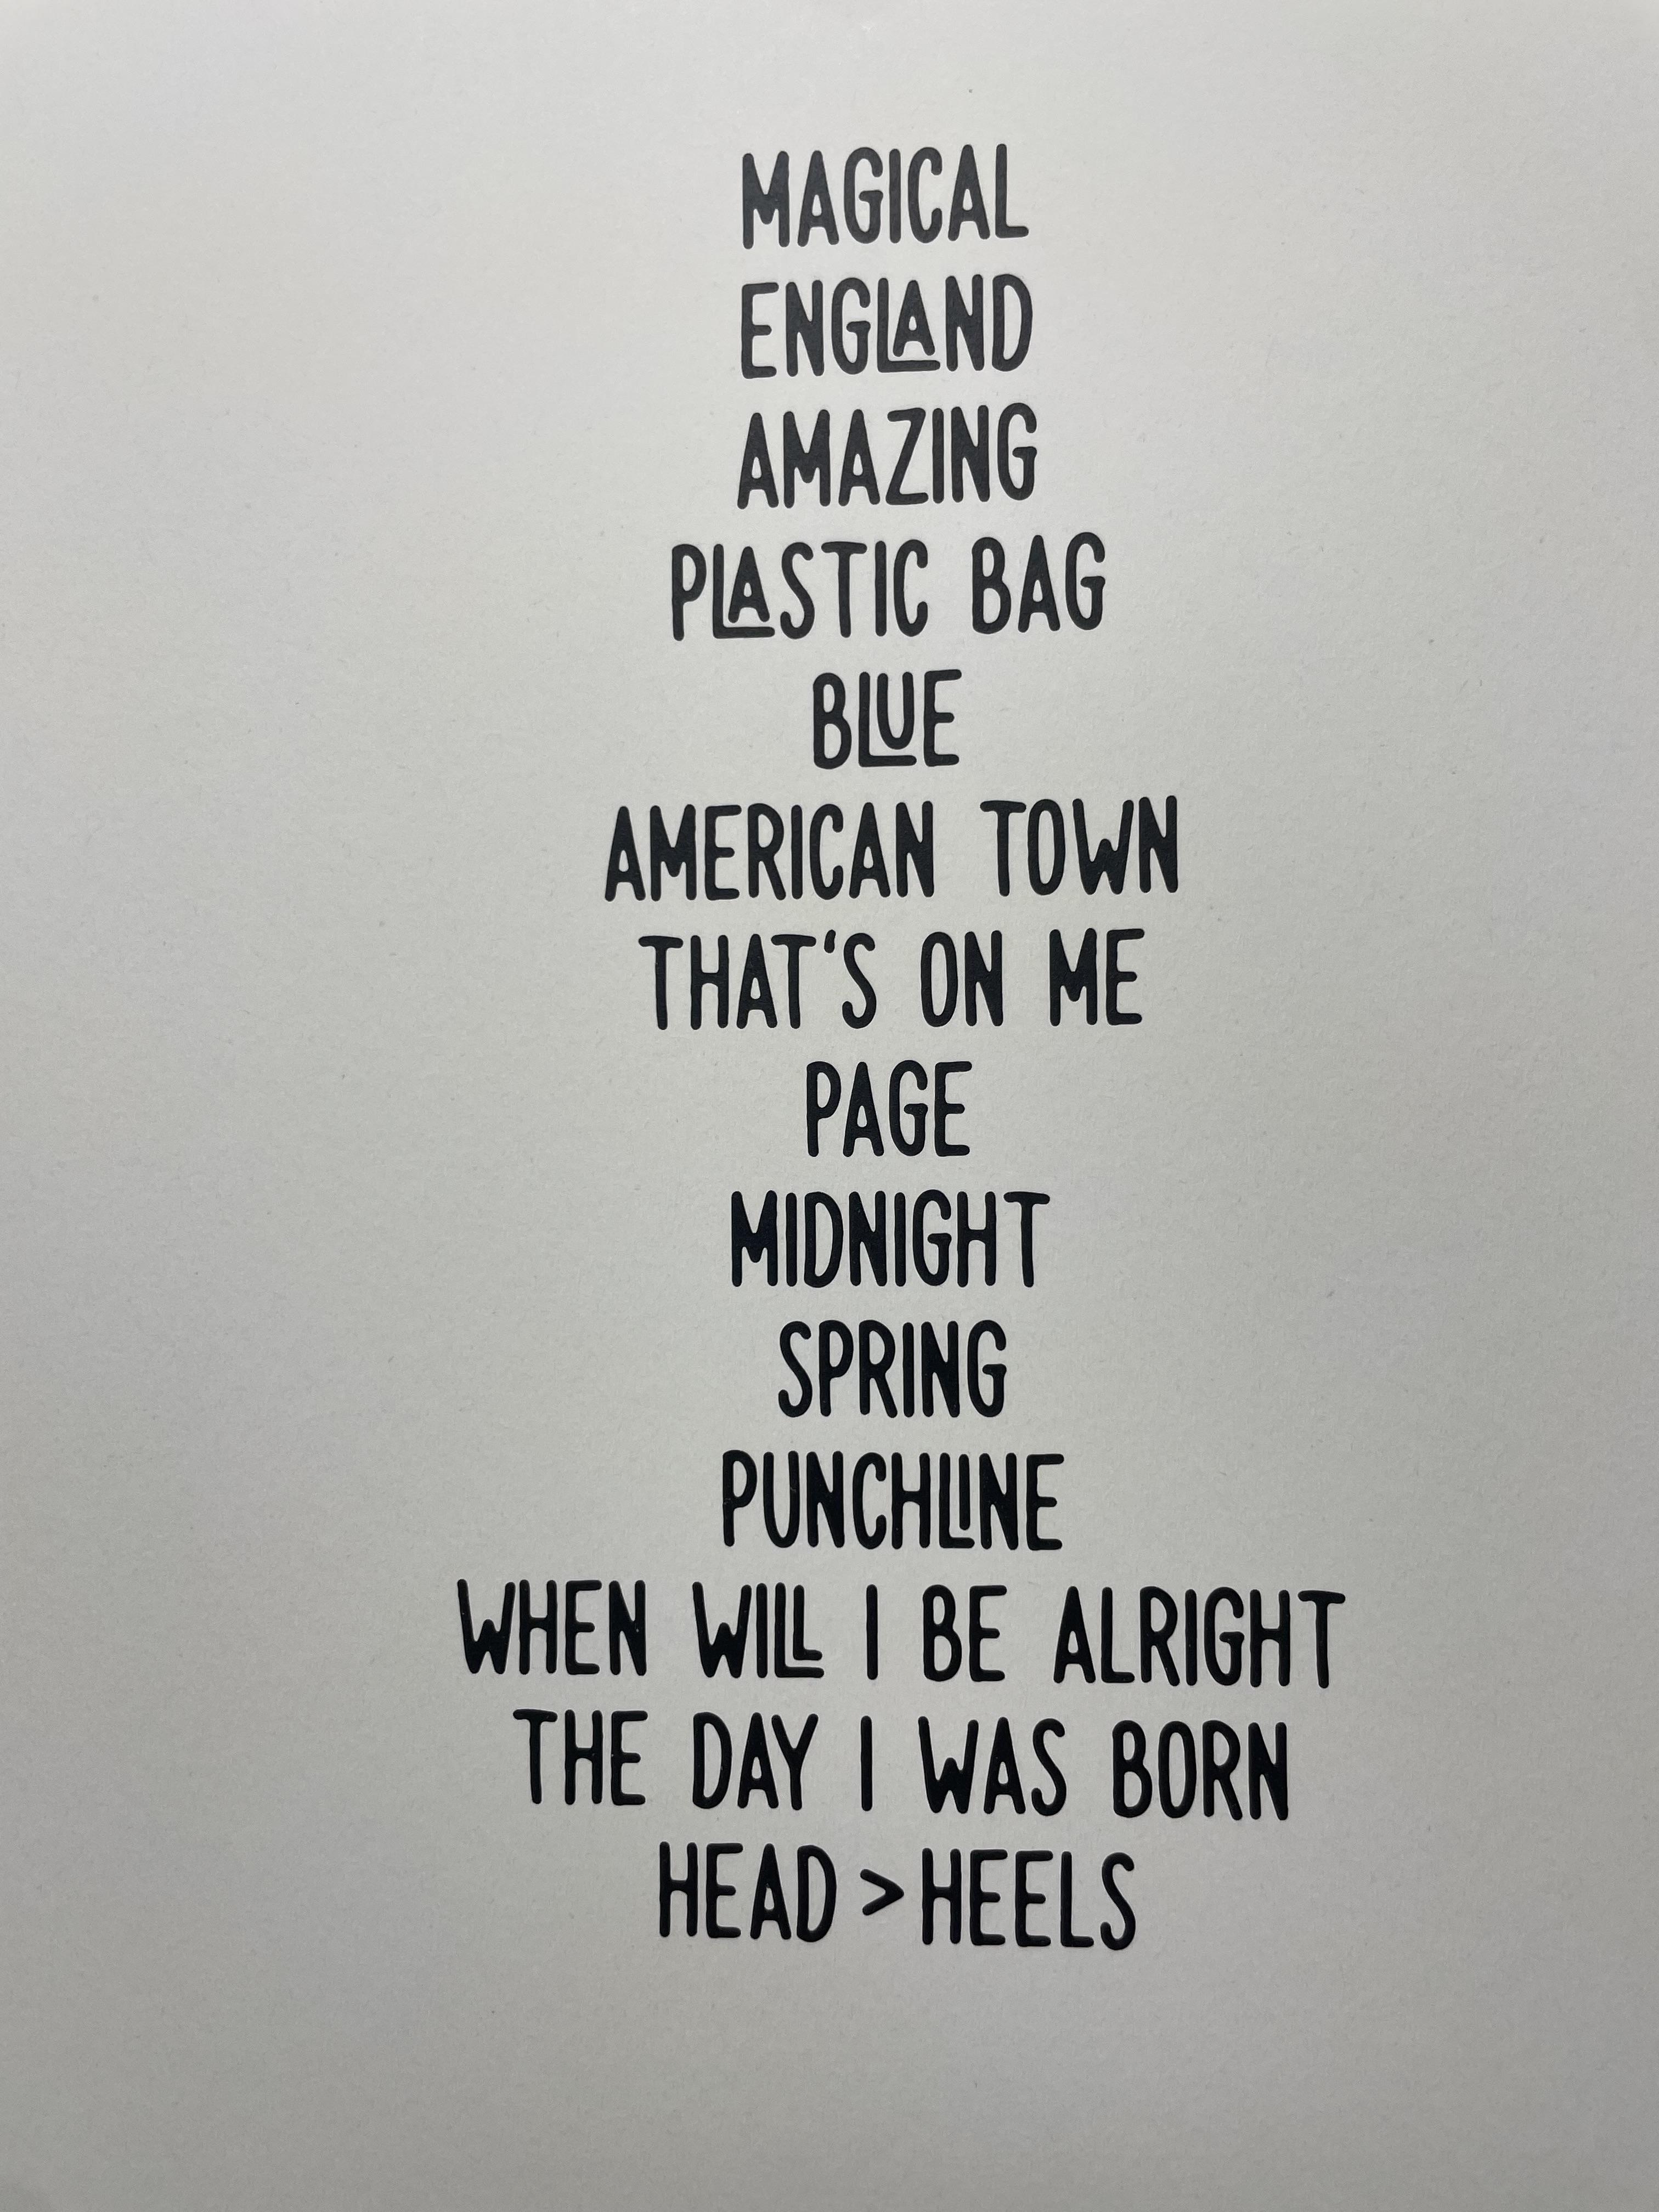 MAGICAL
ENGLAND
AMAZING
PLASTIC BAG
BLUE
AMERICAN TOWN
THAT‘S ON ME
PAGE
MIDNIGHT
SPRING
PUNCHLINE
WHEN WILL I BE ALRIGHT
THE DAY I WAS BORN
HEAD > HEELS